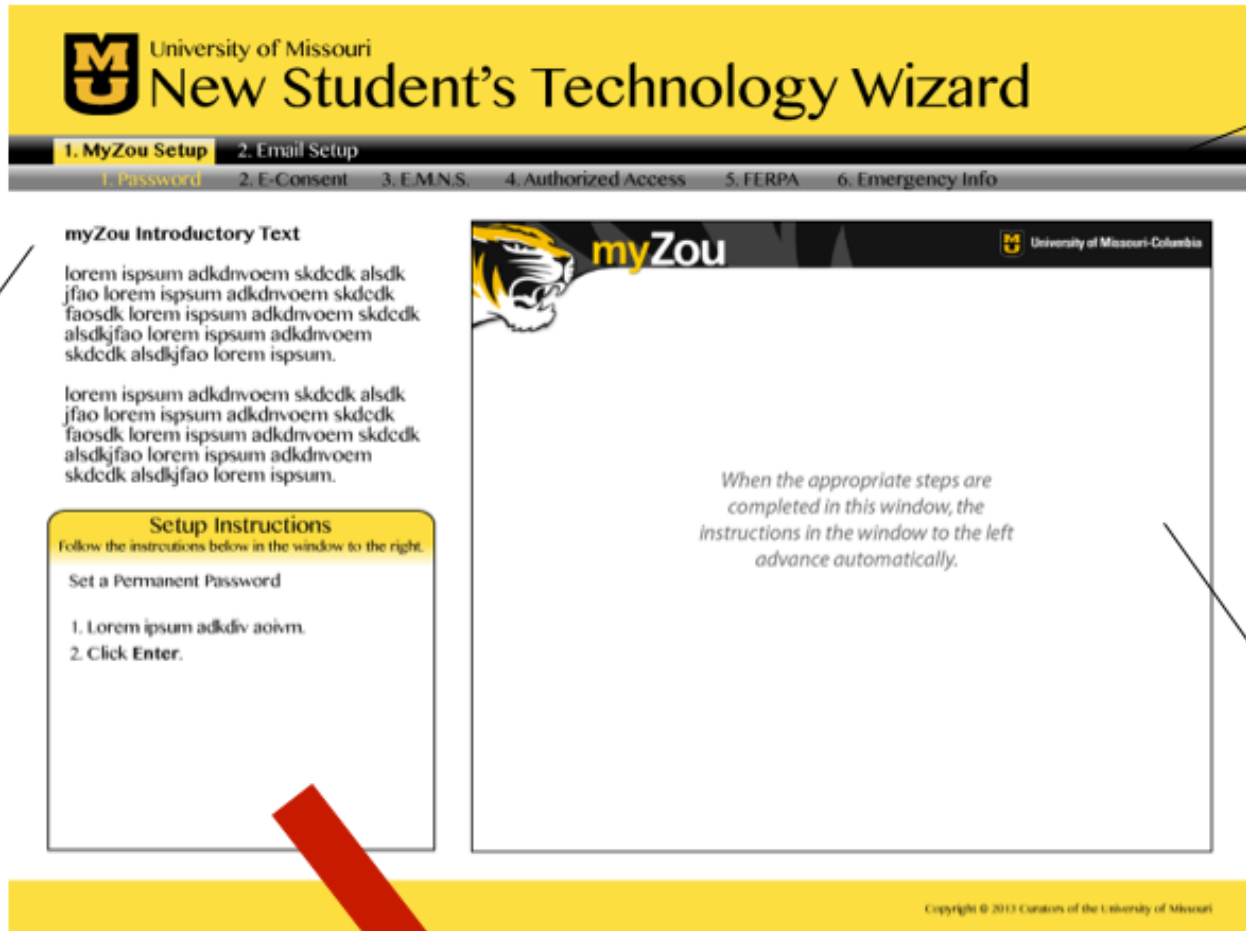 MU
University of Missouri
New Student's Technology Wizard
1. MyZou Setup 2. Email Setup
1. Password 2. E-Consent 3. E.M.N.S. 4. Authorized Access 5. FERPA 6. Emergency Info
myZou Introductory Text
lorem ispsum adkdnvoem skdcdk alsdk
jfao lorem ispsum adkdnvoem skdcdk
faosdk lorem ispsum adkdnvoem skdcdk
alsdkjfao lorem ispsum adkdnvoem
skdcdk alsdkjfao lorem ispsum.
lorem ispsum adkdnvoem skdcdk alsdk
jfao lorem ispsum adkdnvoem skdcdk
faosdk lorem ispsum adkdnvoem skdcdk
alsdkjfao lorem ispsum adkdnvoem
skdcdk alsdkjfao lorem ispsum.
Setup Instructions
Follow the instrcutions below in the window to the right.
Set a Permanent Password
1. Lorem ipsum adkdiv aoivm.
2. Click Enter.
myZou
MU University of Missouri-Columbia
When the appropriate steps are
completed in this window, the
instructions in the window to the left
advance automatically.
Copyright © 2013 Curators of the University of Missouri